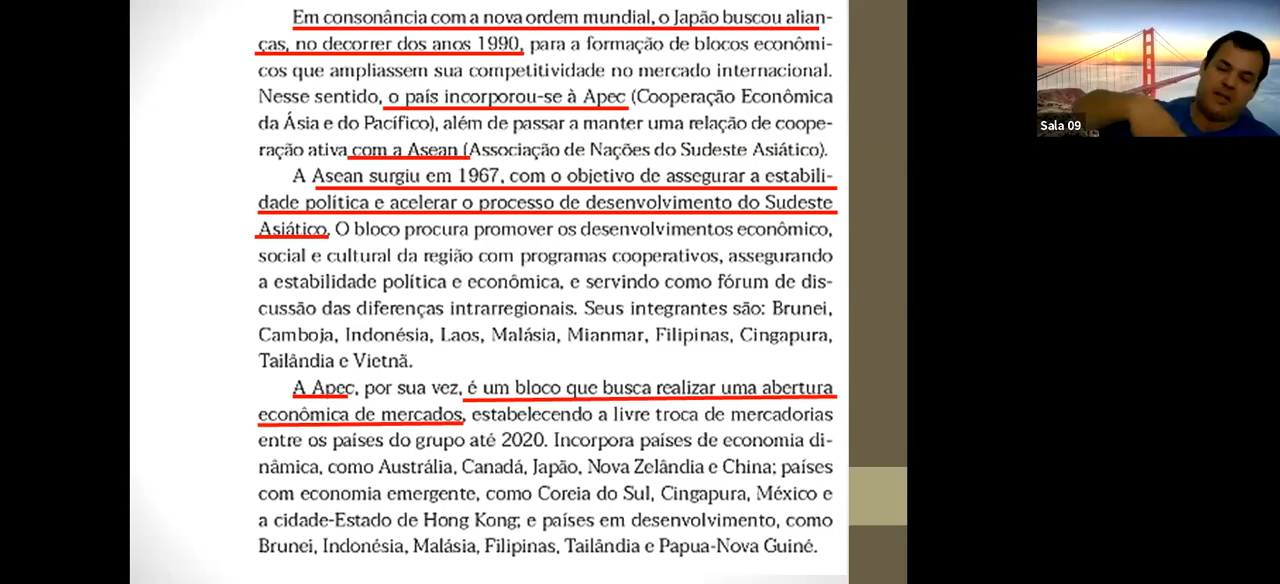 Em consonância com a nova ordem mundial, o Japão buscou alian-
ças, no decorrer dos anos 1990, para a formação de blocos econômi-
cos que ampliassem sua competitividade no mercado internacional.
Nesse sentido, o país incorporou-se à Apec (Cooperação Econômica
da Ásia e do Pacífico), além de passar a manter uma relação de coope-
ração ativa com a Asean (Associação de Nações do Sudeste Asiático).
A Asean surgiu em 1967, com o objetivo de assegurar a estabili-
dade política e acelerar o processo de desenvolvimento do Sudeste
Asiático. O bloco procura promover os desenvolvimentos econômico,
social e cultural da região com programas cooperativos, assegurando
a estabilidade política e econômica, e servindo como fórum de dis-
cussão das diferenças intrarregionais. Seus integrantes são: Brunei,
Camboja, Indonésia, Laos, Malásia, Mianmar, Filipinas, Cingapura,
Tailândia e Vietnã.
A Apec, por sua vez, é um bloco que busca realizar uma abertura
econômica de mercados, estabelecendo a livre troca de mercadorias
entre os países do grupo até 2020. Incorpora países de economia di-
nâmica, como Austrália, Canadá, Japão, Nova Zelândia e China; países
com economia emergente, como Coreia do Sul, Cingapura, México e
a cidade-Estado de Hong Kong; e países em desenvolvimento, como
Brunei, Indonésia, Malásia, Filipinas, Tailândia e Papua-Nova Guiné.
Sala 09